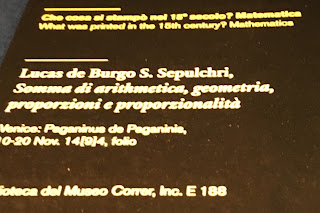 Che cosa si stampò nel 15° secolo? Matematica
What was printed in the 15th century? Mathematics
Lucas de Burgo S. Sepulchri,
Somma di arithmetica, geometria,
proporzioni e proporzionalità
Venice: Paganinus de Paganinis,
10-20 Nov. 14[9]4, folio
ioteca del Museo Correr, Inc. E 188